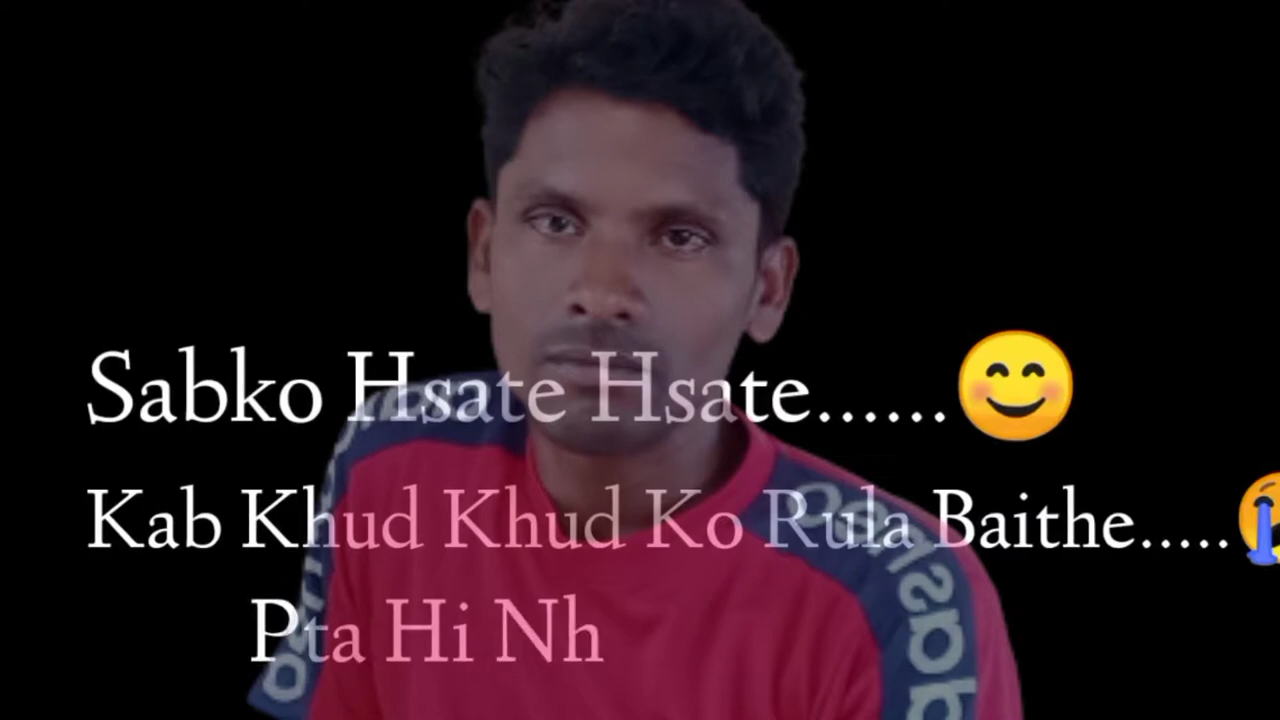 Sabko Hsate Hsate......😊
Kab Khud Khud Ko Rula Baithe.....😭
Pta Hi Nh